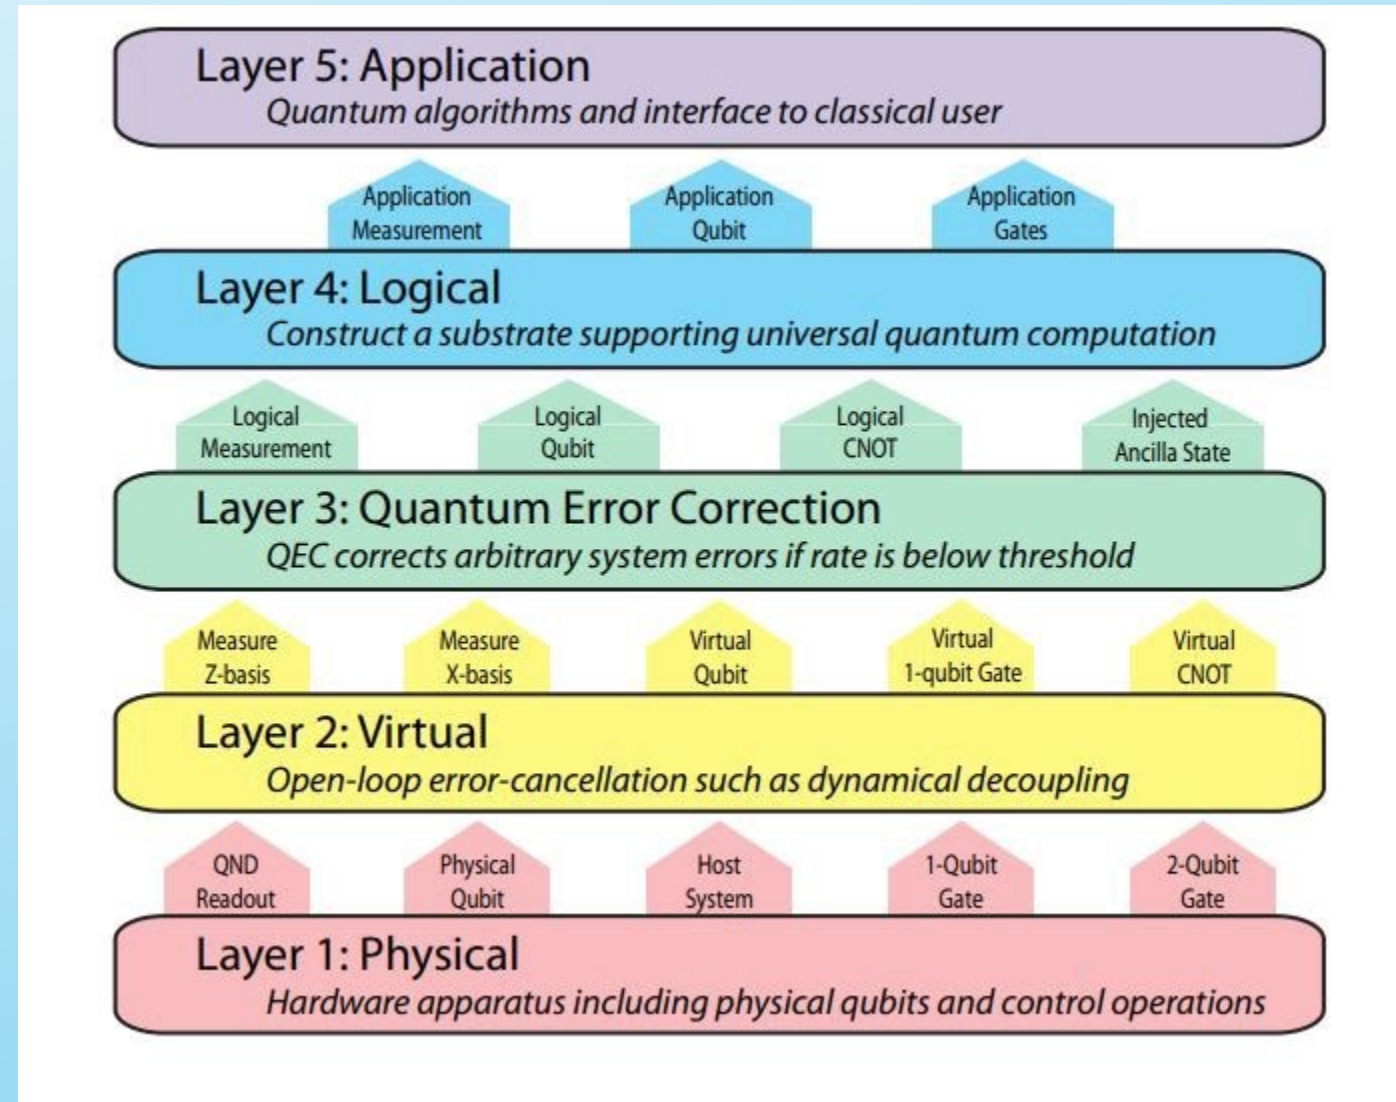 Layer 5: Application
Quantum algorithms and interface to classical user
Application
Measurement
Application
Qubit
Application
Gates
Layer 4: Logical
Construct a substrate supporting universal quantum computation
Logical
Measurement
Logical
Qubit
Logical
CNOT
Injected
Ancilla State
Layer 3: Quantum Error Correction
QEC corrects arbitrary system errors if rate is below threshold
Measure
Z-basis
Measure
X-basis
Virtual
Qubit
Virtual
1-qubit Gate
Virtual
CNOT
Layer 2: Virtual
Open-loop error-cancellation such as dynamical decoupling
QND
Readout
Physical
Qubit
Host
System
1-Qubit
Gate
2-Qubit
Gate
Layer 1: Physical
Hardware apparatus including physical qubits and control operations